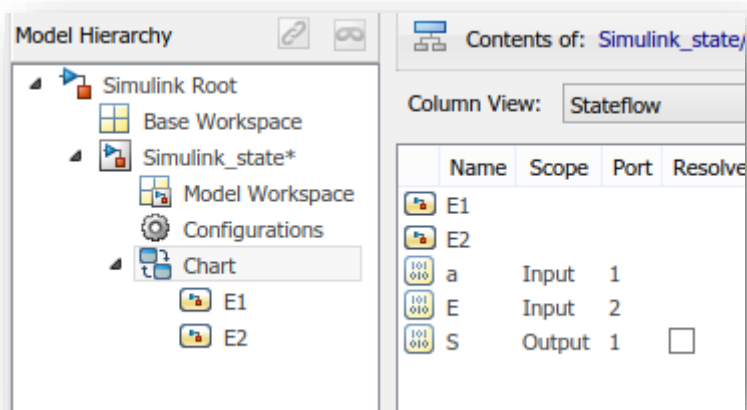 Model Hierarchy
Simulink Root
Base Workspace
Simulink_state*
Model Workspace
Configurations
Chart
E1
E2
Contents of: Simulink_state/
Column View: Stateflow
Name Scope Port Resolve
E1
E2
a Input 1
E Input 2
S Output 1